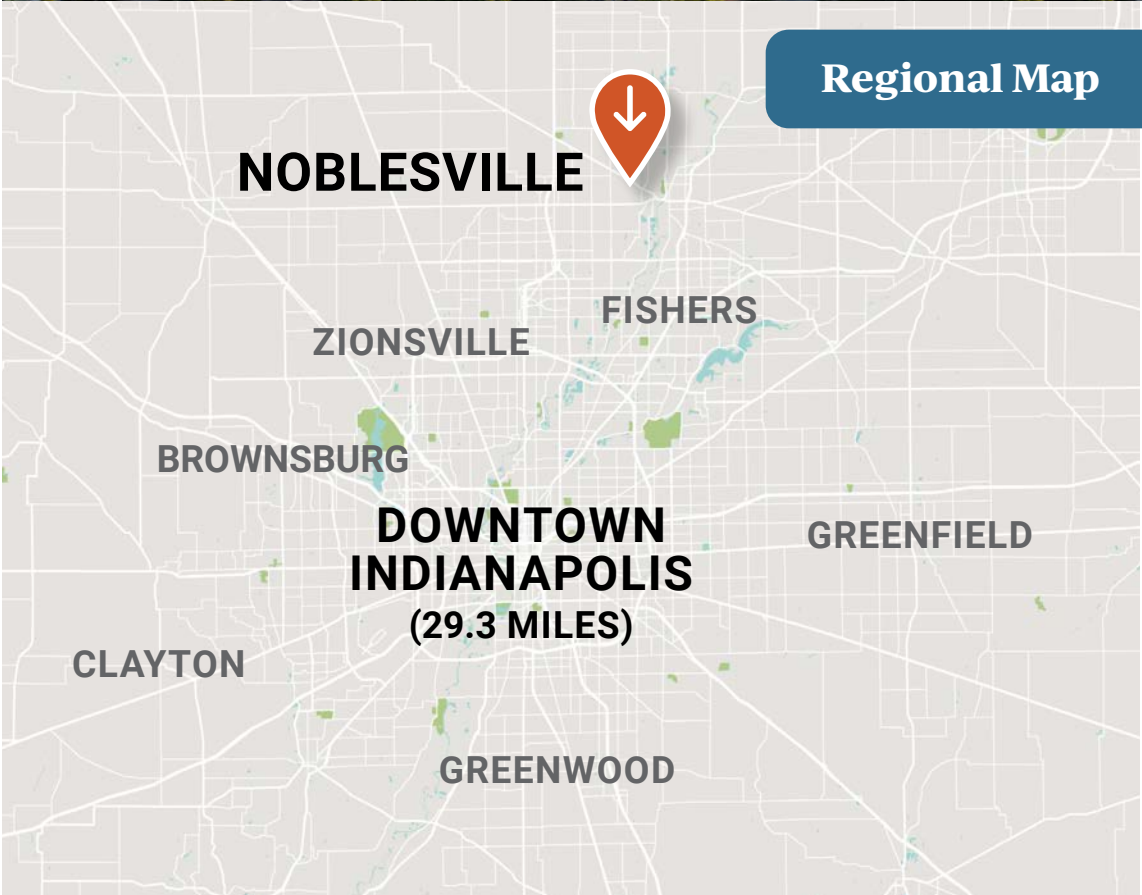 Regional Map
NOBLESVILLE
FISHERS
ZIONSVILLE
BROWNSBURG
DOWNTOWN
INDIANAPOLIS
(29.3 MILES)
GREENFIELD
CLAYTON
GREENWOOD